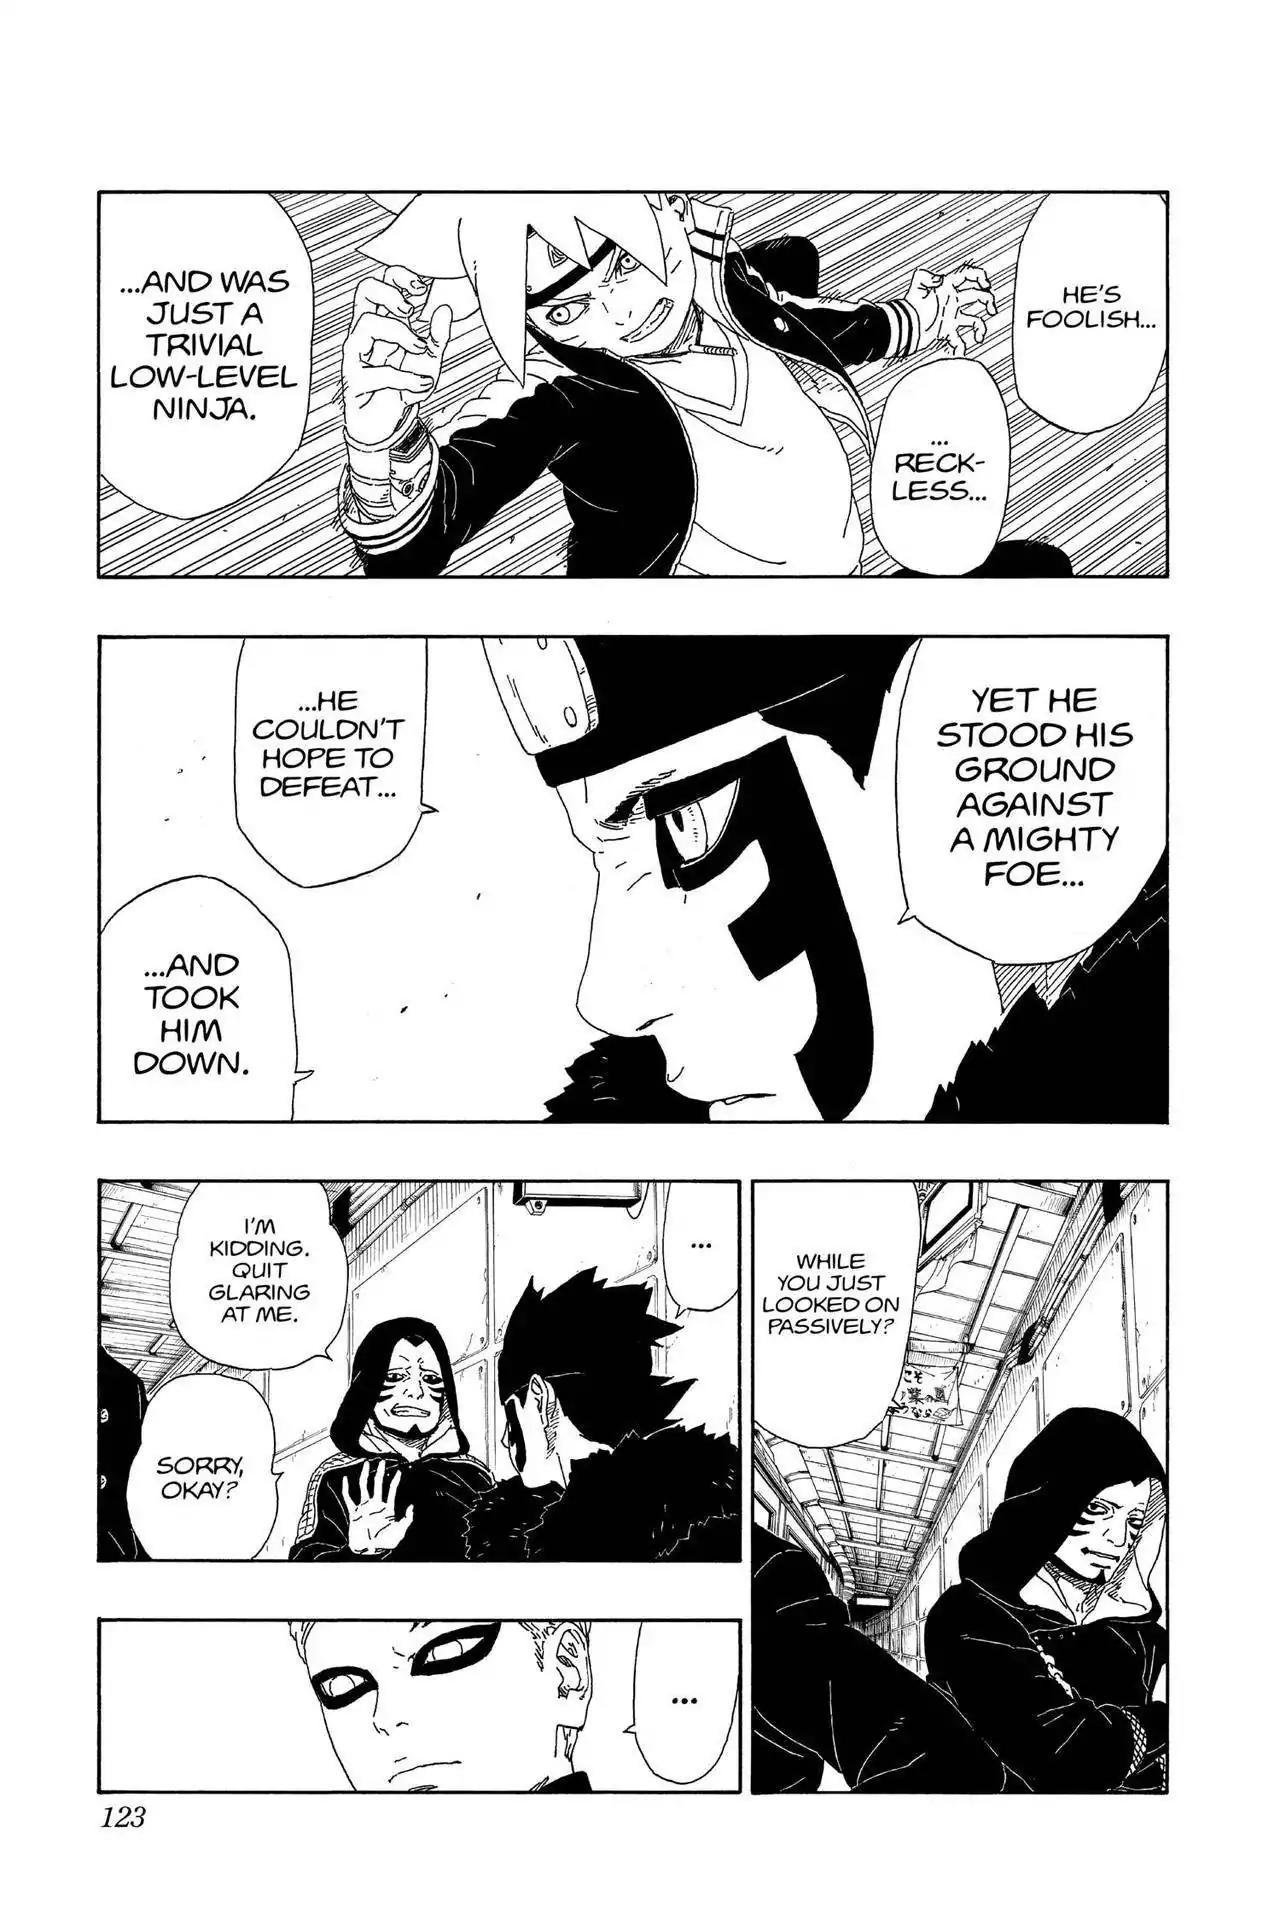 HE'S
FOOLISH...
...
RECK-
LESS...
...AND WAS
JUST A
TRIVIAL
LOW-LEVEL
NINJA.
YET HE
STOOD HIS
GROUND
AGAINST
A MIGHTY
FOE...
...HE
COULDN'T
HOPE TO
DEFEAT...
...AND
TOOK
HIM
DOWN.
WHILE
YOU JUST
LOOKED ON
PASSIVELY?
...
I'M
KIDDING.
QUIT
GLARING
AT ME.
SORRY,
OKAY?
...
123